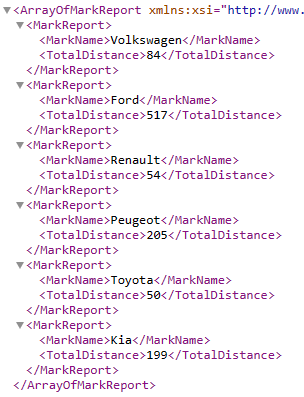 ▼<ArrayOfMarkReport xmlns:xsi="http://www.
▼<MarkReport>
<MarkName>Volkswagen</MarkName>
<TotalDistance>84</TotalDistance>
</MarkReport>
▼<MarkReport>
<MarkName>Ford</MarkName>
<TotalDistance>517</TotalDistance>
</MarkReport>
▼<MarkReport>
<MarkName>Renault</MarkName>
<TotalDistance>54</TotalDistance>
</MarkReport>
▼<MarkReport>
<MarkName>Peugeot</MarkName>
<TotalDistance>205</TotalDistance>
</MarkReport>
▼<MarkReport>
<MarkName>Toyota</MarkName>
<TotalDistance>50</TotalDistance>
</MarkReport>
▼<MarkReport>
<MarkName>Kia</MarkName>
<TotalDistance>199</TotalDistance>
</MarkReport>
</ArrayOfMarkReport>